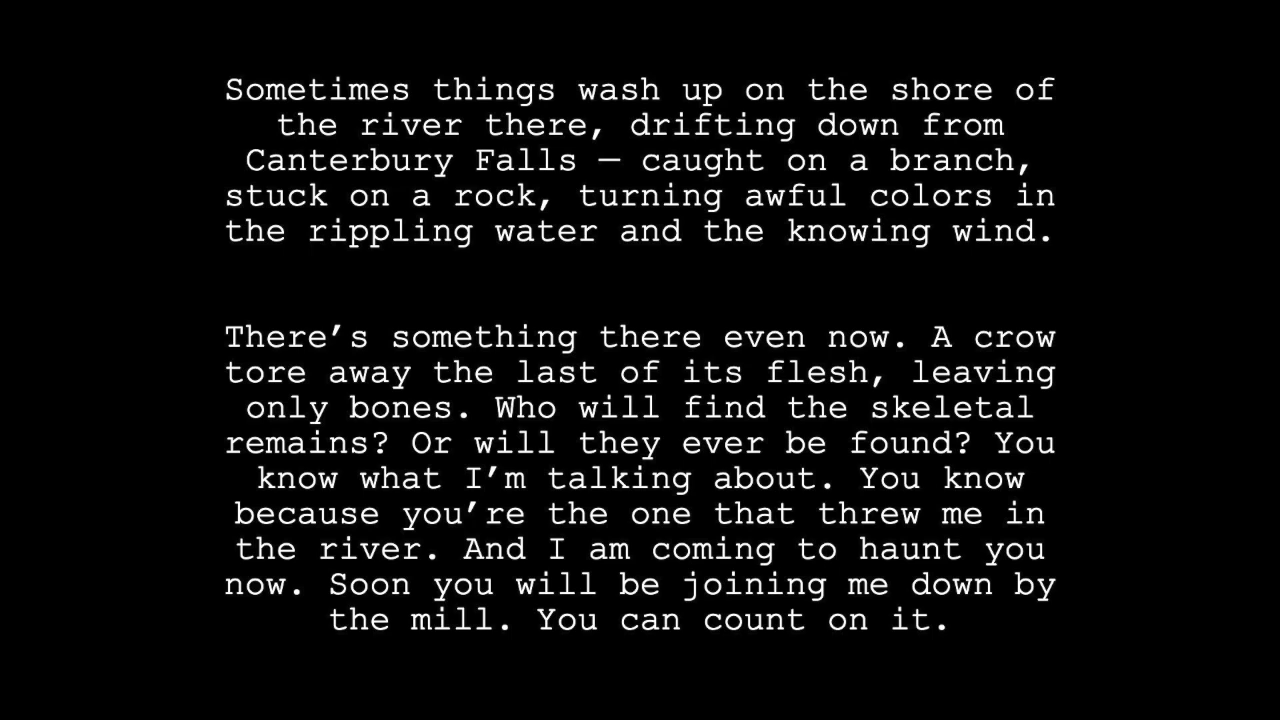 Sometimes things wash up on the shore of
the river there, drifting down from
Canterbury Falls — caught on a branch,
stuck on a rock, turning awful colors in
the rippling water and the knowing wind.
There’s something there even now. A crow
tore away the last of its flesh, leaving
only bones. Who will find the skeletal
remains? Or will they ever be found? You
know what I’m talking about. You know
because you’re the one that threw me in
the river. And I am coming to haunt you
now. Soon you will be joining me down by
the mill. You can count on it.